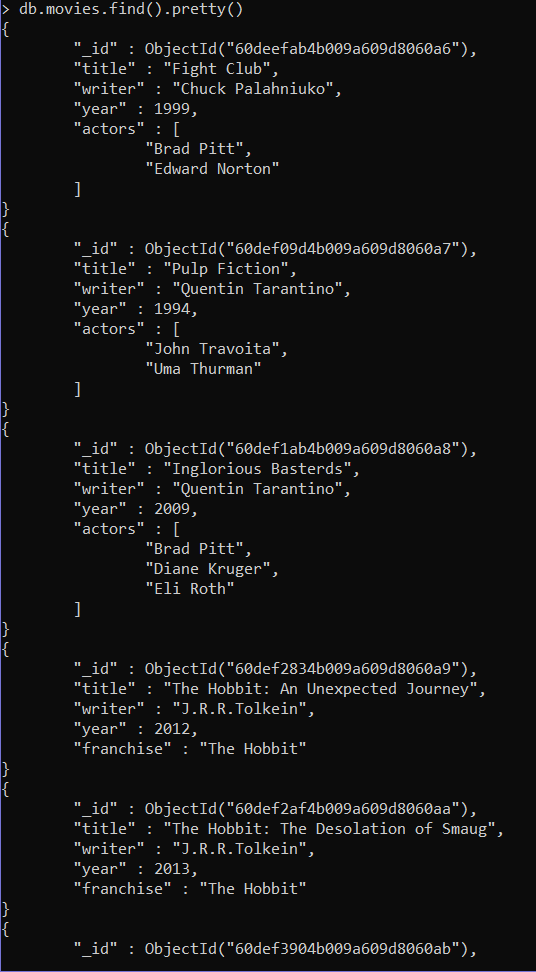 > db.movies.find().pretty()
{
        "_id" : ObjectId("60deefab4b009a609d8060a6"),
        "title" : "Fight Club",
        "writer" : "Chuck Palahniuko",
        "year" : 1999,
        "actors" : [
                "Brad Pitt",
                "Edward Norton"
        ]
}
{
        "_id" : ObjectId("60def09d4b009a609d8060a7"),
        "title" : "Pulp Fiction",
        "writer" : "Quentin Tarantino",
        "year" : 1994,
        "actors" : [
                "John Travoita",
                "Uma Thurman"
        ]
}
{
        "_id" : ObjectId("60def1ab4b009a609d8060a8"),
        "title" : "Inglorious Basterds",
        "writer" : "Quentin Tarantino",
        "year" : 2009,
        "actors" : [
                "Brad Pitt",
                "Diane Kruger",
                "Eli Roth"
        ]
}
{
        "_id" : ObjectId("60def2834b009a609d8060a9"),
        "title" : "The Hobbit: An Unexpected Journey",
        "writer" : "J.R.R.Tolkein",
        "year" : 2012,
        "franchise" : "The Hobbit"
}
{
        "_id" : ObjectId("60def2af4b009a609d8060aa"),
        "title" : "The Hobbit: The Desolation of Smaug",
        "writer" : "J.R.R.Tolkein",
        "year" : 2013,
        "franchise" : "The Hobbit"
}
{
        "_id" : ObjectId("60def3904b009a609d8060ab"),